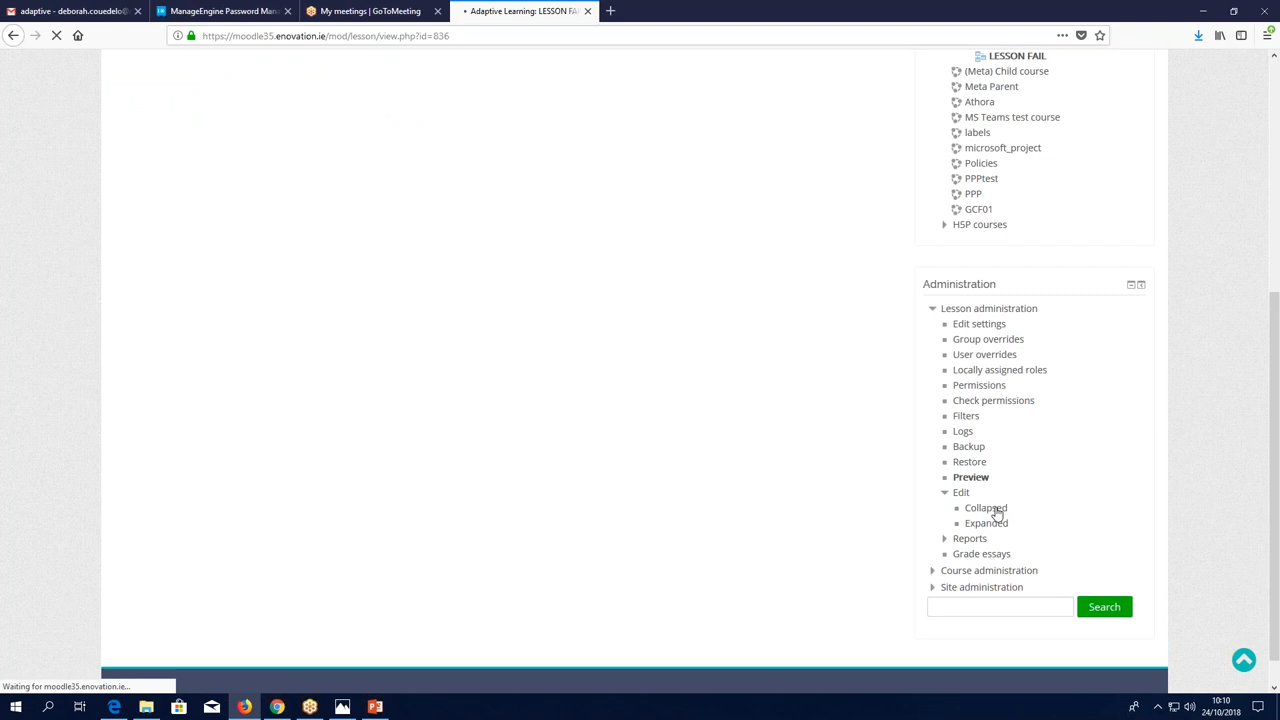 adaptive - deborah.couedelo@
ManageEngine Password Man
My meetings | GoToMeeting
Adaptive Learning: LESSON FAI
https://moodle35.enovation.ie/mod/lesson/view.php?id=836
LESSON FAIL
(Meta) Child course
Meta Parent
Athora
MS Teams test course
labels
microsoft_project
Policies
PPPtest
PPP
GCF01
H5P courses
Administration
Lesson administration
Edit settings
Group overrides
User overrides
Locally assigned roles
Permissions
Check permissions
Filters
Logs
Backup
Restore
Preview
Edit
Collapsed
Expanded
Reports
Grade essays
Course administration
Site administration
Search
Waiting for moodle35.enovation.ie...
10:10
24/10/2018